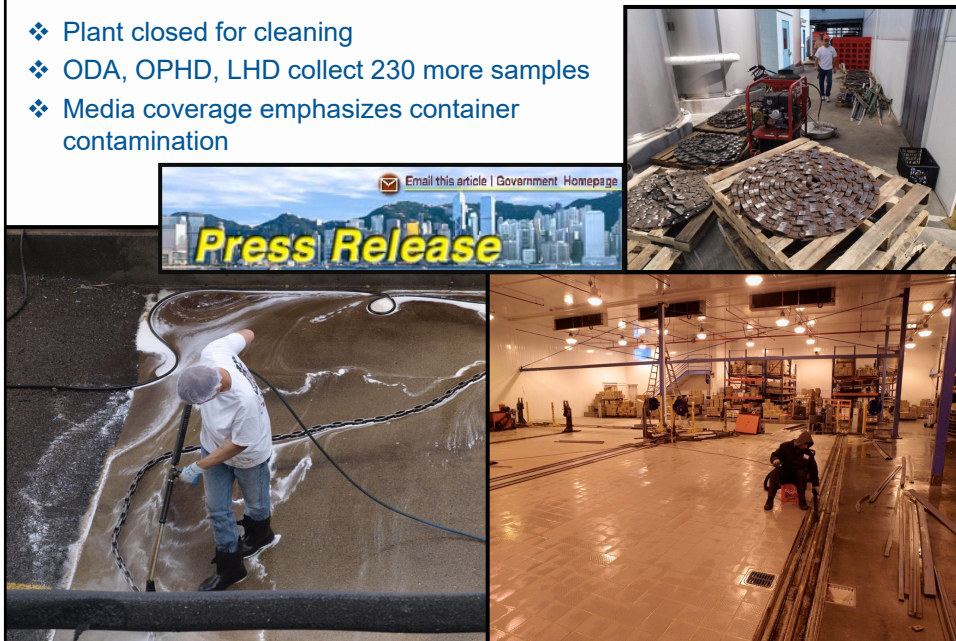 ❖ Plant closed for cleaning
❖ ODA, OPHD, LHD collect 230 more samples
❖ Media coverage emphasizes container
contamination
Email this article | Government Homepage
Press Release